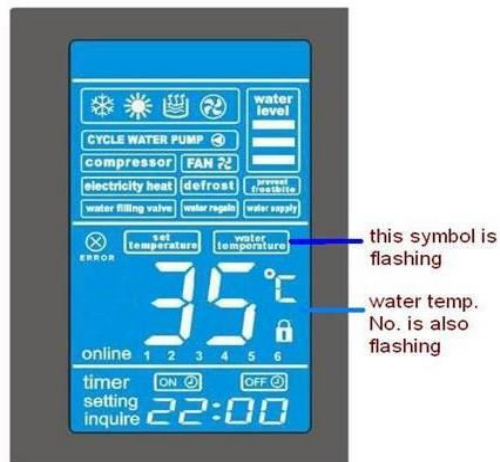 water
level
CYCLE WATER PUMP
compressor FAN
electricity heat defrost prevent
frostbite
water filling valve water regain water supply
set
temperature
water
temporature
ERROR
35 °C
online 1 2 3 4 5 6
timer ON OFF
setting
inquire 22:00
this symbol is
flashing
water temp.
No. is also
flashing